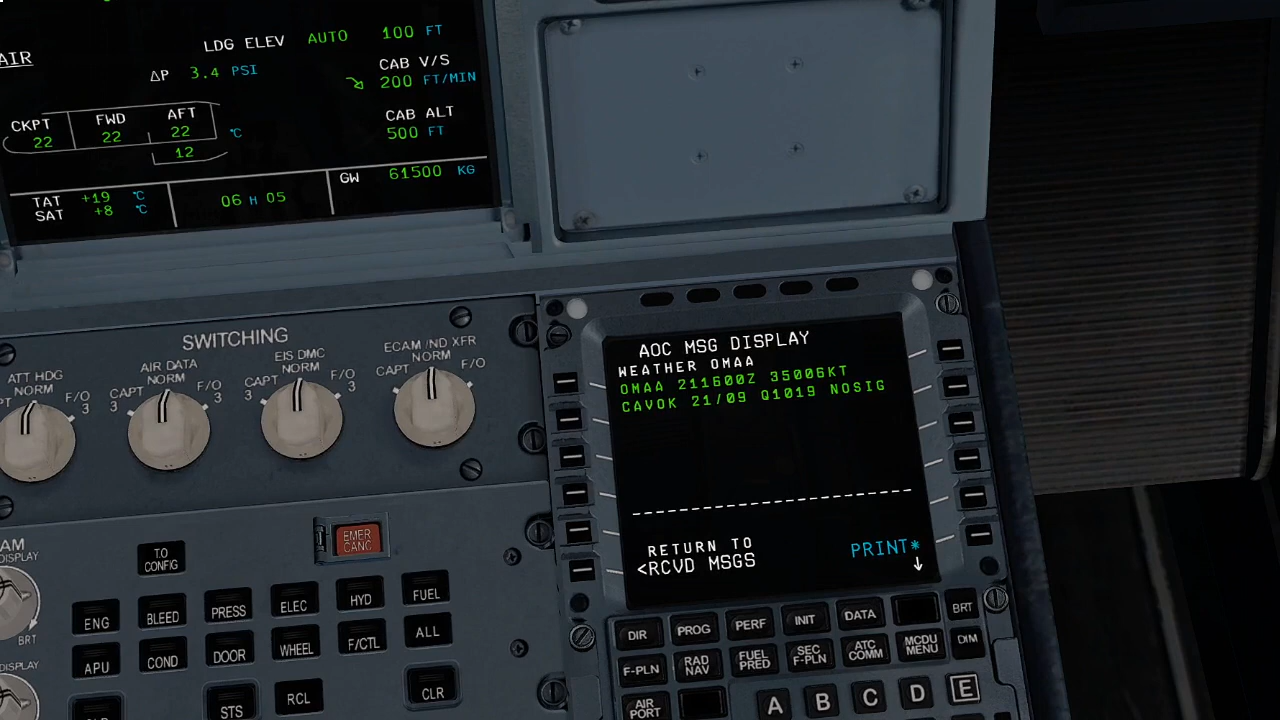 LDG ELEV AUTO 100 FT
AIR
ΔP 3.4 PSI
CAB V/S
200 FT/MIN
CKPT FWD AFT
22 22 22 °C
12
CAB ALT
500 FT
TAT +19 °C
SAT +8 °C
06 H 05
GW 61500 KG
SWITCHING
ATT HDG
NORM
F/O
3
AIR DATA
NORM
CAPT
3
F/O
3
EIS DMC
NORM
CAPT
3
F/O
3
ECAM/ND XFR
NORM
CAPT
F/O
AOC MSG DISPLAY
WEATHER OMAA
OMAA 211600Z 35006KT
CAVOK 21/09 Q1019 NOSIG
RETURN TO
<RCVD MSGS
PRINT*
↓
EMER
CANC
T.O
CONFIG
BRT
ENG BLEED PRESS ELEC HYD FUEL
APU COND DOOR WHEEL F/CTL ALL
STS RCL CLR
DIR PROG PERF INIT DATA BRT
F-PLN RAD NAV FUEL PRED SEC F-PLN ATC COMM MCDU MENU DIM
AIR PORT A B C D E